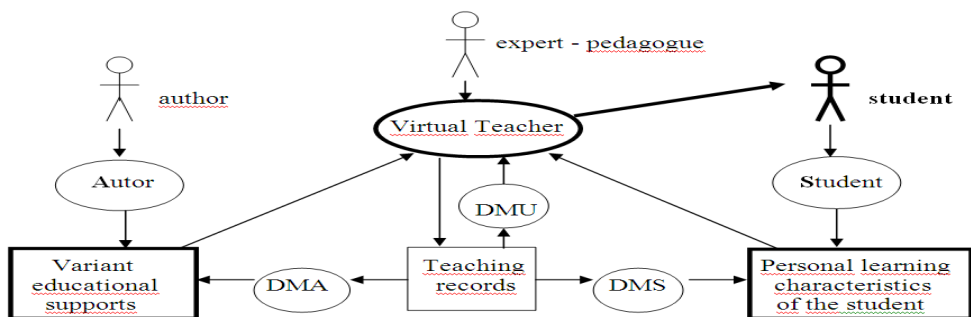 expert - pedagogue
author
student
Virtual Teacher
Autor
Student
DMU
Variant
educational
supports
DMA
Teaching
records
DMS
Personal learning
characteristics
of the student